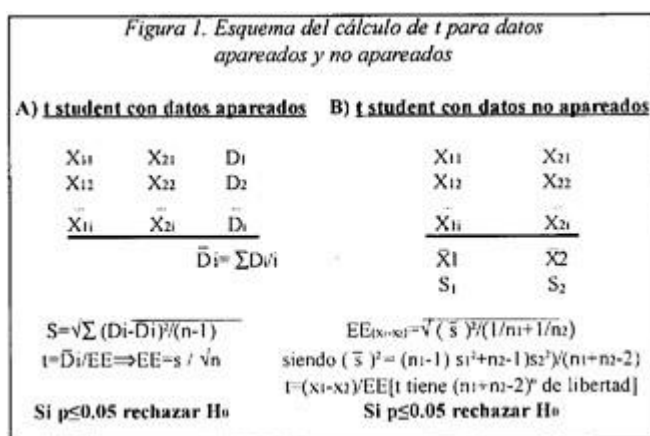 Figura 1. Esquema del cálculo de t para datos
apareados y no apareados
A) t student con datos apareados
X11 X21 D1
X12 X22 D2
X1i X2i Di
D̄i= ∑Di/i
S=√∑ (Di-D̄i)²/(n-1)
t=D̄i/EE⇒EE=s / √n
Si p≤0.05 rechazar H0
B) t student con datos no apareados
X11 X21
X12 X22
X1i X2i
X̄1 X̄2
S1 S2
EE(x1-x2)=√( s̄ )²/(1/n1+1/n2)
siendo ( s̄ )² = (n1-1) s1²+n2-1)s2²)/(n1+n2-2}
t=(x1-x2)/EE[t tiene (n1+n2-2)º de libertad]
Si p≤0.05 rechazar H0